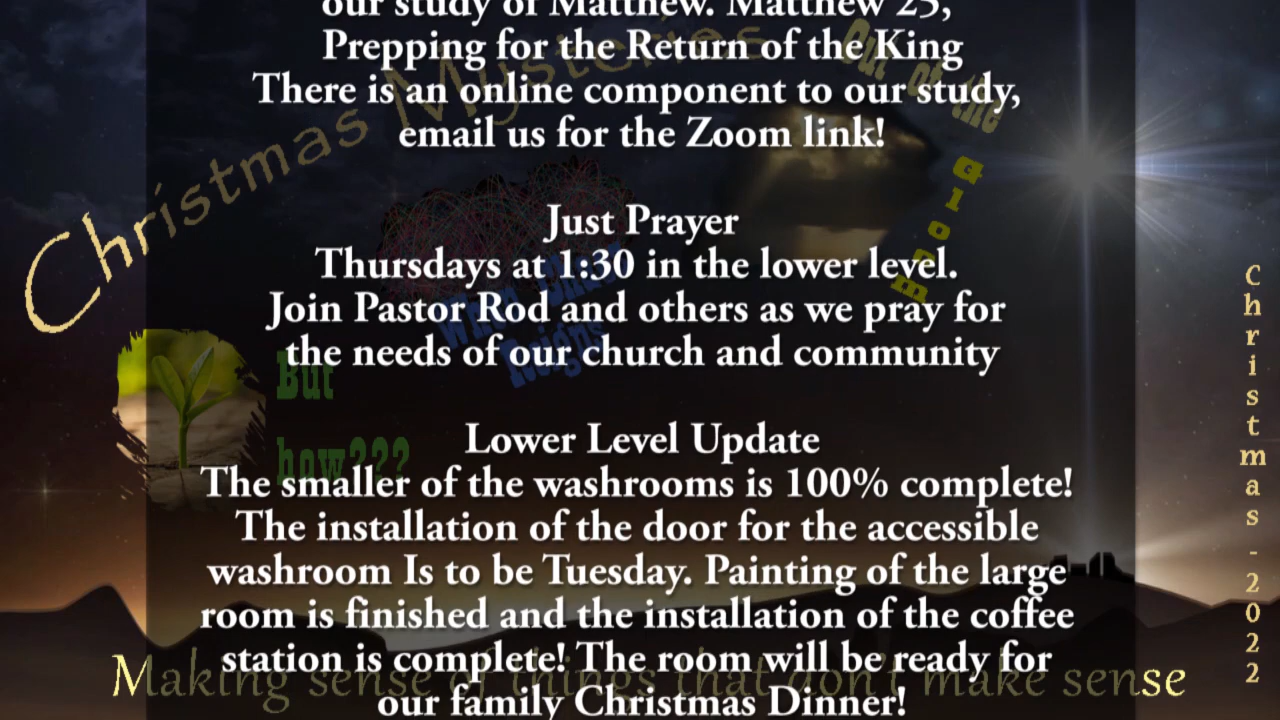 our study of Matthew. Matthew 25,
Prepping for the Return of the King
There is an online component to our study,
email us for the Zoom link!
Just Prayer
Thursdays at 1:30 in the lower level.
Join Pastor Rod and others as we pray for
the needs of our church and community
Lower Level Update
The smaller of the washrooms is 100% complete!
The installation of the door for the accessible
washroom Is to be Tuesday. Painting of the large
room is finished and the installation of the coffee
station is complete! The room will be ready for
our family Christmas Dinner!
Christmas Mysteries
Out of the
gloom
Reigns
But
how???
Christmas - 2022
Making sense of things that don't make sense